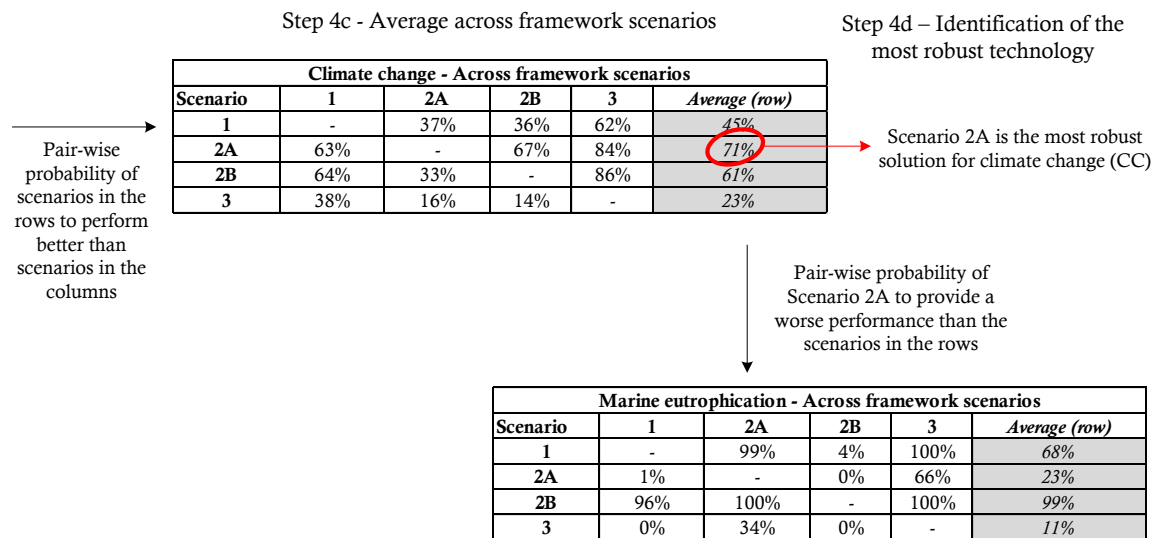 Step 4c - Average across framework scenarios
Step 4d – Identification of the
most robust technology
Climate change - Across framework scenarios
Scenario 1 2A 2B 3 Average (row)
1 - 37% 36% 62% 45%
2A 63% - 67% 84% 71%
2B 64% 33% - 86% 61%
3 38% 16% 14% - 23%
Pair-wise
probability of
scenarios in the
rows to perform
better than
scenarios in the
columns
Scenario 2A is the most robust
solution for climate change (CC)
Pair-wise probability of
Scenario 2A to provide a
worse performance than the
scenarios in the rows
Marine eutrophication - Across framework scenarios
Scenario 1 2A 2B 3 Average (row)
1 - 99% 4% 100% 68%
2A 1% - 0% 66% 23%
2B 96% 100% - 100% 99%
3 0% 34% 0% - 11%